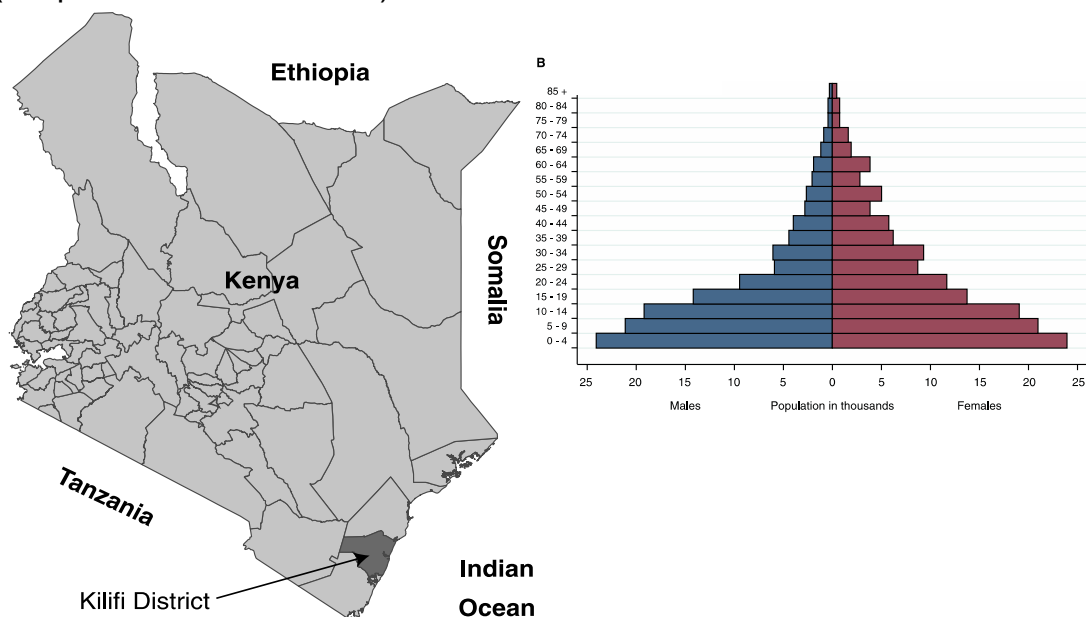 Ethiopia
Kenya
Somalia
Tanzania
Kilifi District
Indian
Ocean
B
85 +
80 - 84
75 - 79
70 - 74
65 - 69
60 - 64
55 - 59
50 - 54
45 - 49
40 - 44
35 - 39
30 - 34
25 - 29
20 - 24
15 - 19
10 - 14
5 - 9
0 - 4
25 20 15 10 5 0 5 10 15 20 25
Males Population in thousands Females